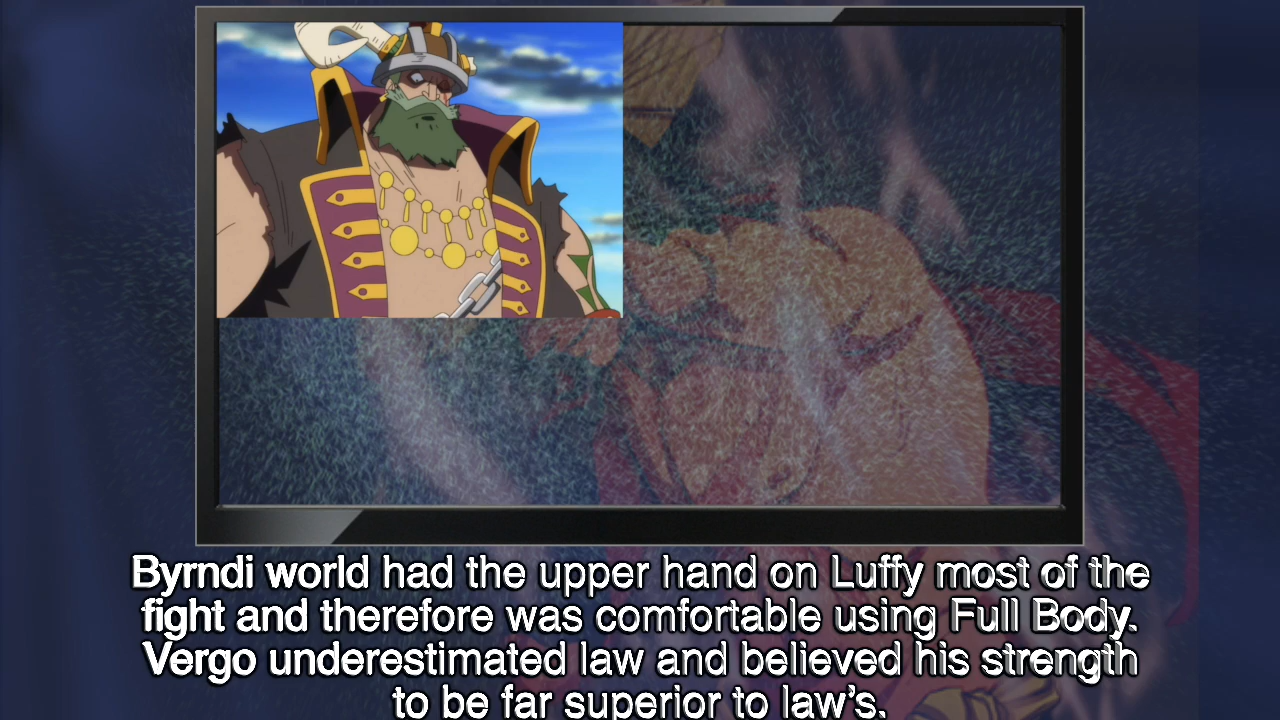 Byrndi world had the upper hand on Luffy most of the
fight and therefore was comfortable using Full Body.
Vergo underestimated law and believed his strength
to be far superior to law's.